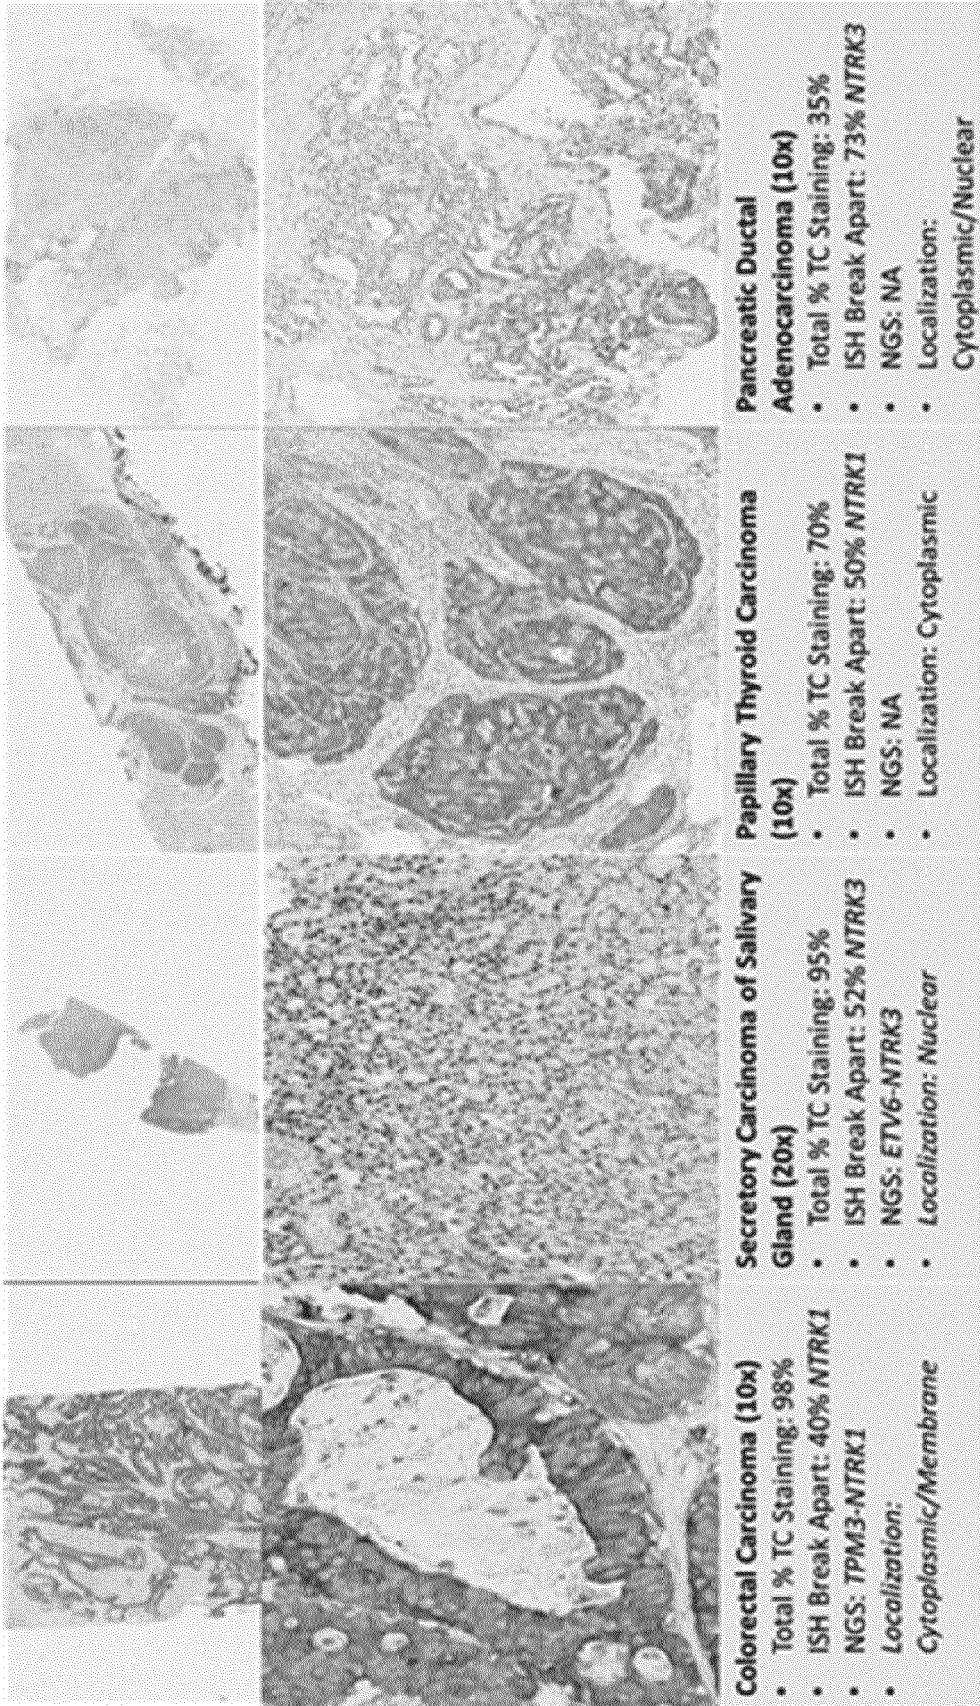 Colorectal Carcinoma (10x)
• Total % TC Staining: 98%
• ISH Break Apart: 40% NTRK1
• NGS: TPM3-NTRK1
• Localization:
Cytoplasmic/Membrane
Secretory Carcinoma of Salivary
Gland (20x)
• Total % TC Staining: 95%
• ISH Break Apart: 52% NTRK3
• NGS: ETV6-NTRK3
• Localization: Nuclear
Papillary Thyroid Carcinoma
(10x)
• Total % TC Staining: 70%
• ISH Break Apart: 50% NTRK1
• NGS: NA
• Localization: Cytoplasmic
Pancreatic Ductal
Adenocarcinoma (10x)
• Total % TC Staining: 35%
• ISH Break Apart: 73% NTRK3
• NGS: NA
• Localization:
Cytoplasmic/Nuclear